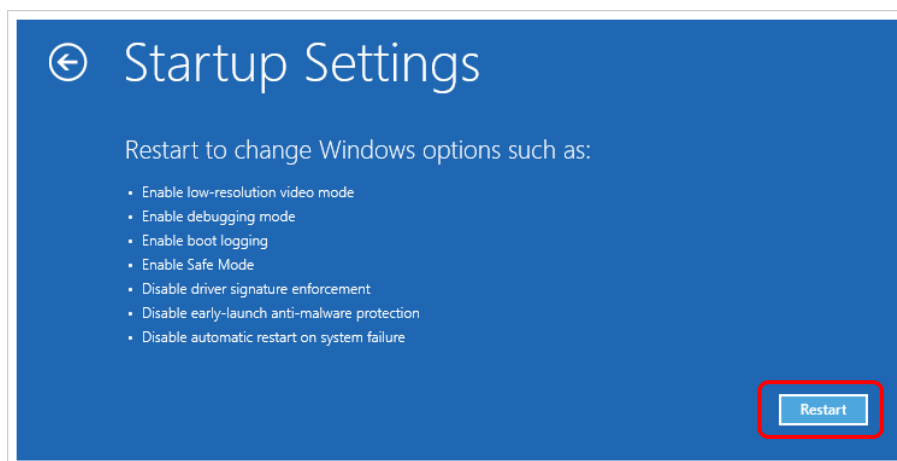 Startup Settings
Restart to change Windows options such as:
Enable low-resolution video mode
Enable debugging mode
Enable boot logging
Enable Safe Mode
Disable driver signature enforcement
Disable early-launch anti-malware protection
Disable automatic restart on system failure
Restart